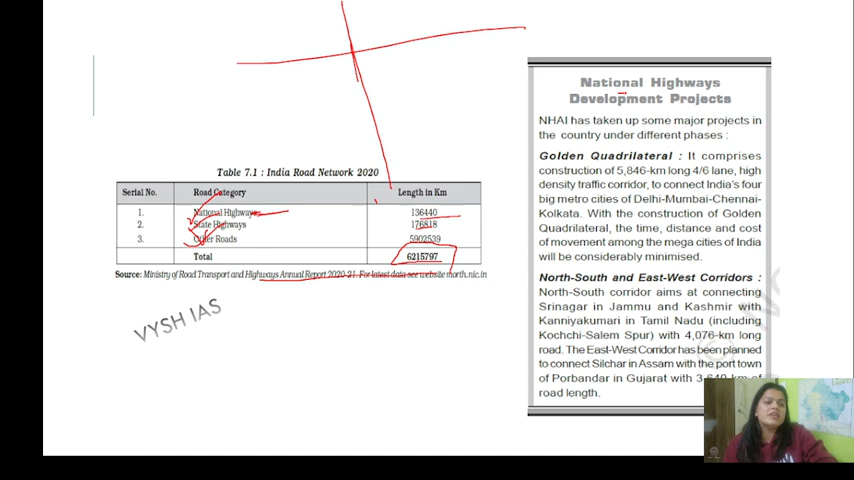 National Highways
Development Projects
NHAI has taken up some major projects in
the country under different phases :
Golden Quadrilateral : It comprises
construction of 5,846-km long 4/6 lane, high
density traffic corridor, to connect India's four
big metro cities of Delhi-Mumbai-Chennai-
Kolkata. With the construction of Golden
Quadrilateral, the time, distance and cost
of movement among the mega cities of India
will be considerably minimised.
North-South and East-West Corridors :
North-South corridor aims at connecting
Srinagar in Jammu and Kashmir with
Kanniyakumari in Tamil Nadu (including
Kochchi-Salem Spur) with 4,076-km long
road. The East-West Corridor has been planned
to connect Silchar in Assam with the port town
of Porbandar in Gujarat with 3,640-km of
road length.
Table 7.1 : India Road Network 2020
Serial No. Road Category Length in Km
1. National Highways 136440
2. State Highways 176818
3. Other Roads 5902539
Total 6215797
Source: Ministry of Road Transport and Highways Annual Report 2020-21. For latest data see website morth.nic.in
VYSH IAS